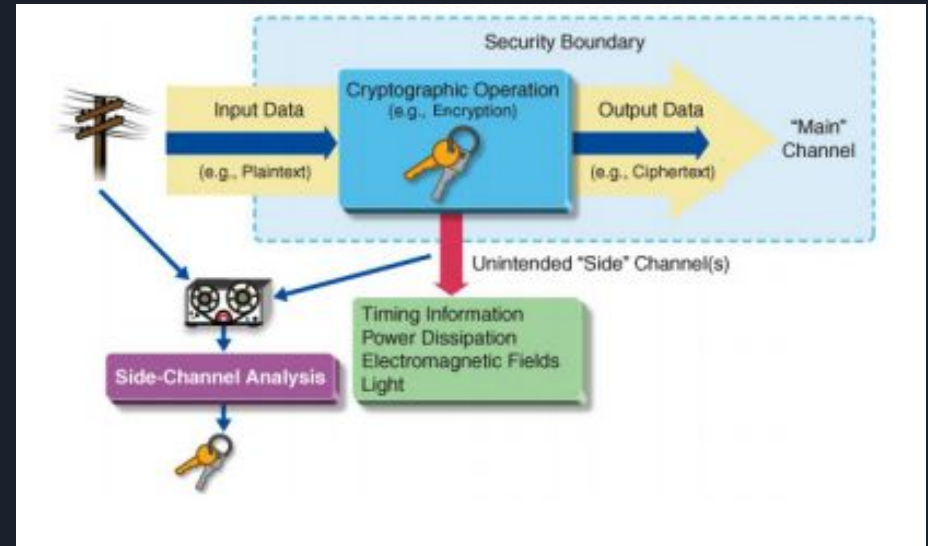 Security Boundary
Input Data
(e.g., Plaintext)
Cryptographic Operation
(e.g., Encryption)
Output Data
(e.g., Ciphertext)
“Main”
Channel
Unintended “Side” Channel(s)
Timing Information
Power Dissipation
Electromagnetic Fields
Light
Side-Channel Analysis